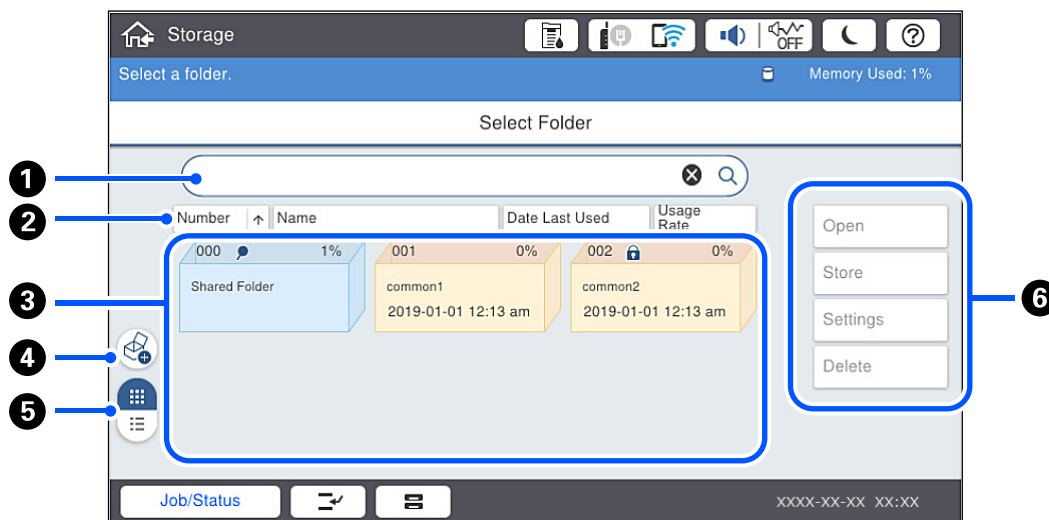 Storage
OFF
Select a folder.
Memory Used: 1%
Select Folder
1
2
Number
Name
Date Last Used
Usage
Rate
000
1%
001
0%
002
0%
Shared Folder
common1
2019-01-01 12:13 am
common2
2019-01-01 12:13 am
3
4
5
Open
Store
Settings
Delete
6
Job/Status
XXXX-XX-XX XX:XX